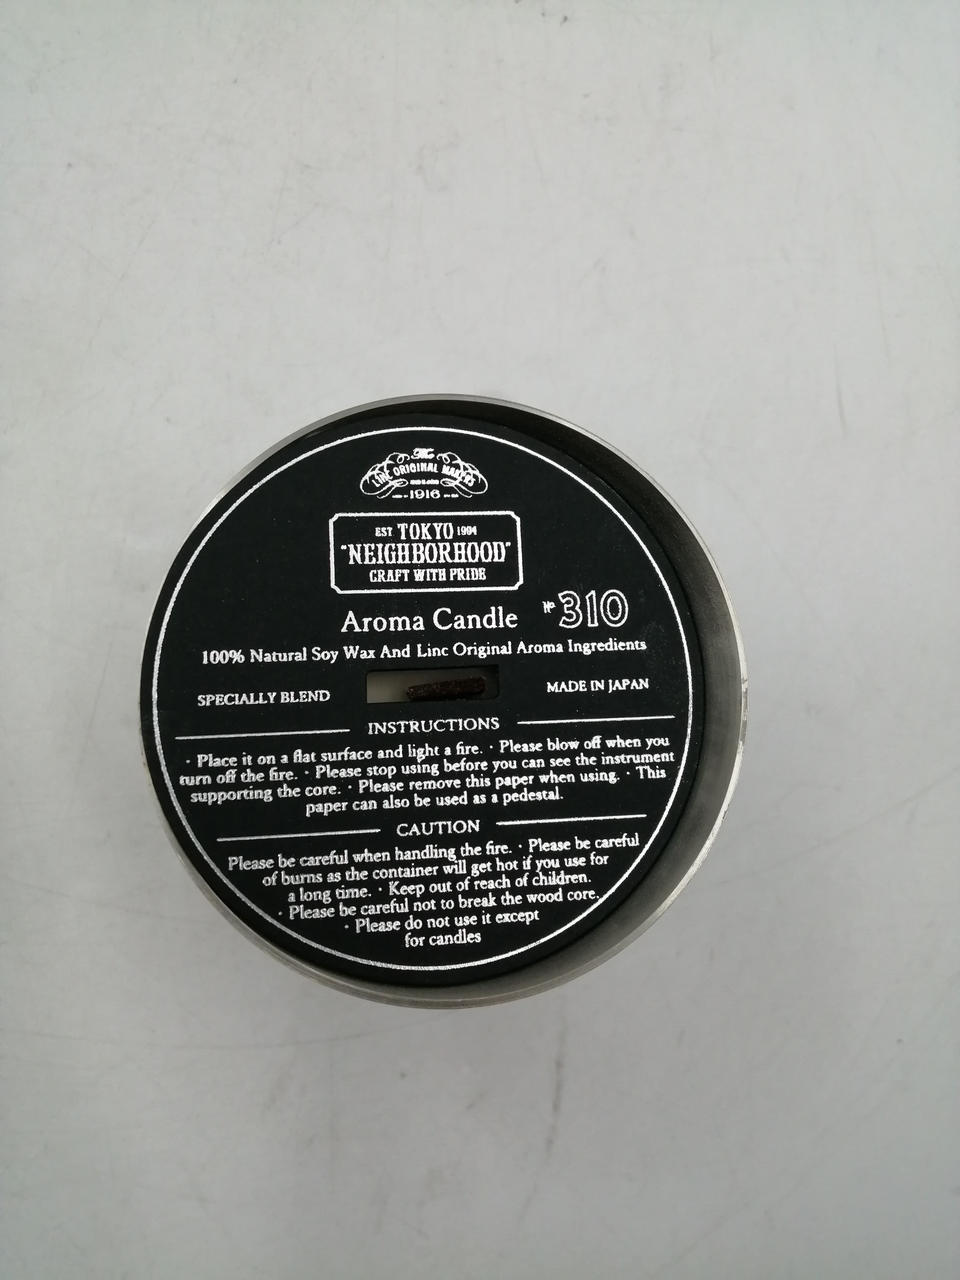 The
LINC ORIGINAL MAKERS
1916
EST TOKYO 1994
"NEIGHBORHOOD"
CRAFT WITH PRIDE
Aroma Candle Nº 310
100% Natural Soy Wax And Linc Original Aroma Ingredients
SPECIALLY BLEND MADE IN JAPAN
INSTRUCTIONS
· Place it on a flat surface and light a fire. · Please blow off when you
turn off the fire. · Please stop using before you can see the instrument
supporting the core. · Please remove this paper when using. · This
paper can also be used as a pedestal.
CAUTION
Please be careful when handling the fire. · Please be careful
of burns as the container will get hot if you use for
a long time. · Keep out of reach of children.
· Please be careful not to break the wood core.
· Please do not use it except
for candles